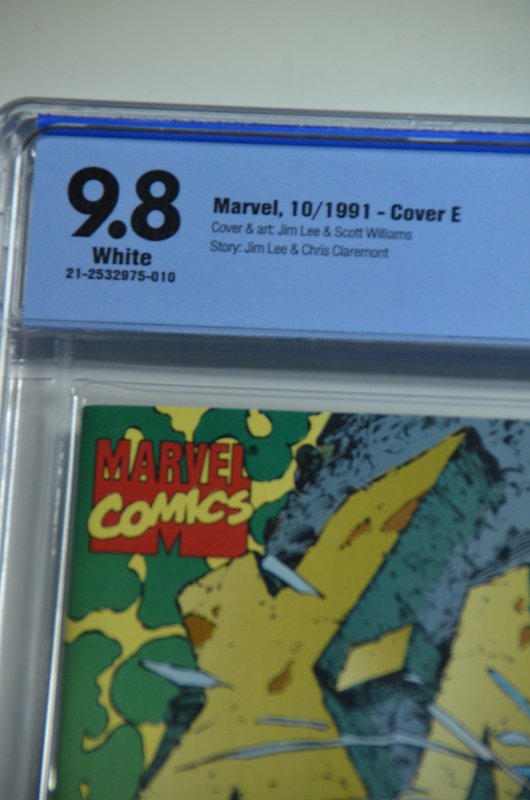 9.8
White
21-2532975-010
Marvel, 10/1991 - Cover E
Cover & art: Jim Lee & Scott Williams
Story: Jim Lee & Chris Claremont
MARVEL
COMICS